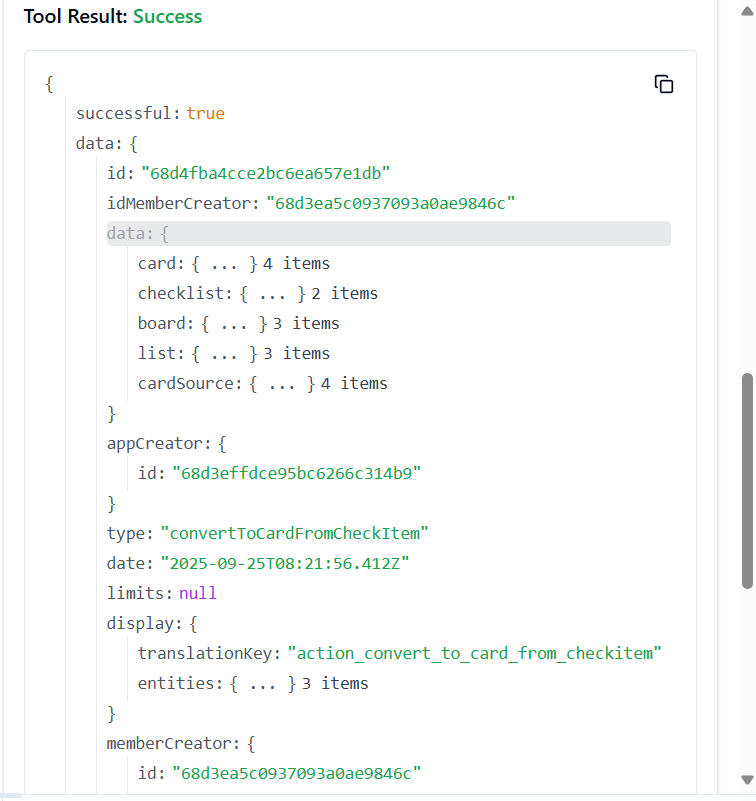 Tool Result: Success
{
successful: true
data: {
id: "68d4fba4cce2bc6ea657e1db"
idMemberCreator: "68d3ea5c0937093a0ae9846c"
data: {
card: { ... } 4 items
checklist: { ... } 2 items
board: { ... } 3 items
list: { ... } 3 items
cardSource: { ... } 4 items
}
appCreator: {
id: "68d3effdce95bc6266c314b9"
}
type: "convertToCardFromCheckItem"
date: "2025-09-25T08:21:56.412Z"
limits: null
display: {
translationKey: "action_convert_to_card_from_checkitem"
entities: { ... } 3 items
}
memberCreator: {
id: "68d3ea5c0937093a0ae9846c"